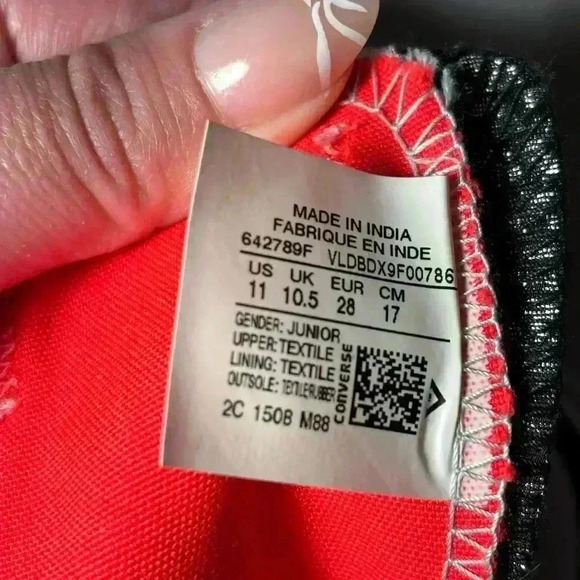 MADE IN INDIA
FABRIQUE EN INDE
642789F VLDBDX9F00786
US UK EUR CM
11 10.5 28 17
GENDER: JUNIOR
UPPER: TEXTILE
LINING: TEXTILE
OUTSOLE: TEXTILE/RUBBER
CONVERSE
2C 1508 M88